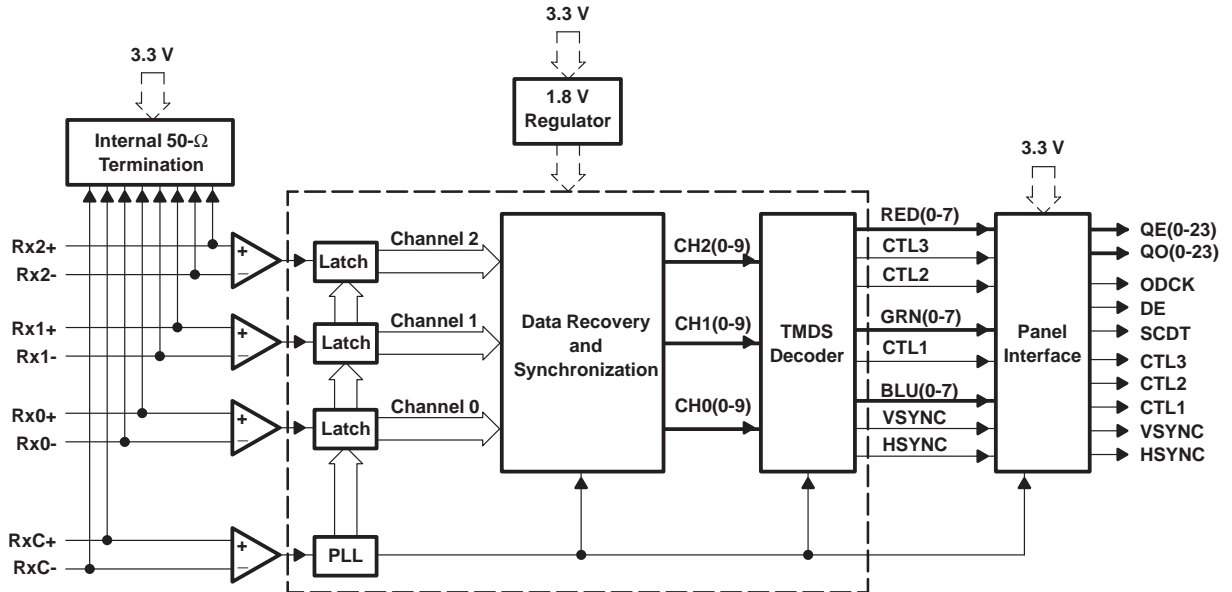 3.3 V
3.3 V
1.8 V
Regulator
Internal 50-Ω
Termination
3.3 V
Rx2+
Rx2-
+
−
Latch
Channel 2
CH2(0-9)
RED(0-7)
CTL3
CTL2
QE(0-23)
QO(0-23)
ODCK
DE
SCDT
CTL3
CTL2
CTL1
VSYNC
HSYNC
Rx1+
Rx1-
+
−
Latch
Channel 1
Data Recovery
and
Synchronization
CH1(0-9)
TMDS
Decoder
GRN(0-7)
CTL1
Panel
Interface
Rx0+
Rx0-
+
−
Latch
Channel 0
CH0(0-9)
BLU(0-7)
VSYNC
HSYNC
RxC+
RxC-
+
−
PLL